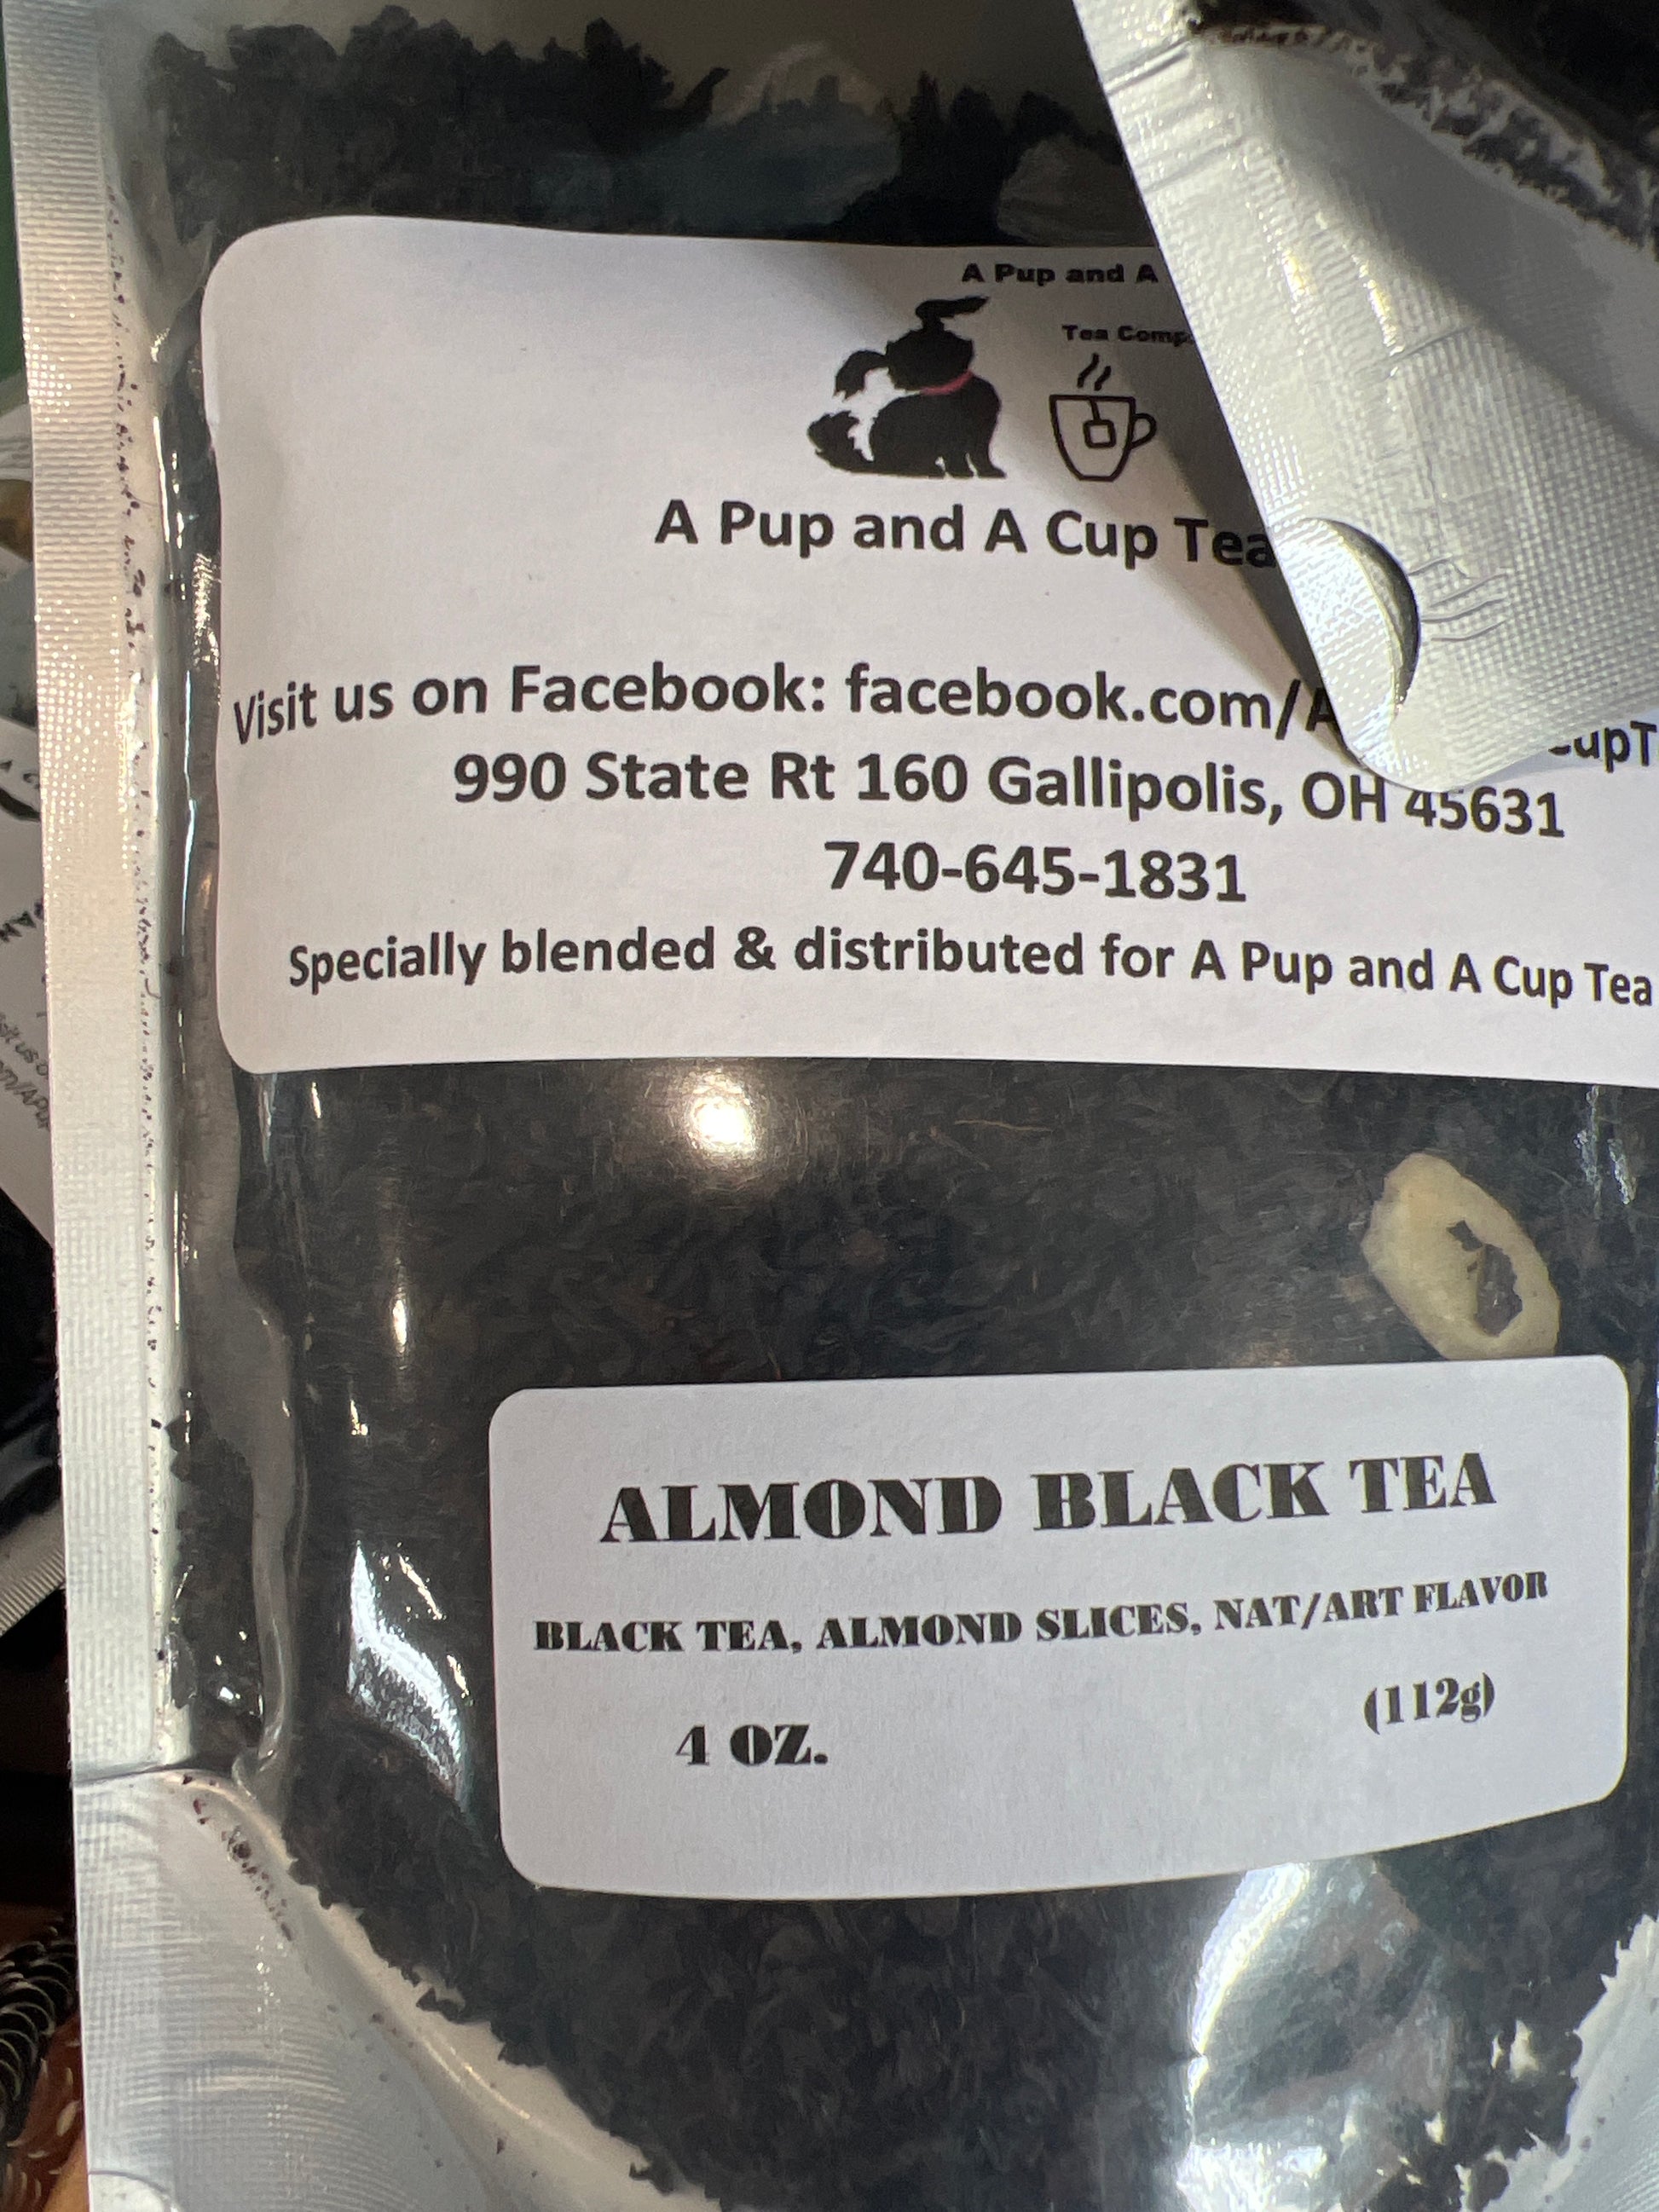 A Pup and A
Tea Comp
A Pup and A Cup Tea
Visit us on Facebook: facebook.com/A upT
990 State Rt 160 Gallipolis, OH 45631
740-645-1831
Specially blended & distributed for A Pup and A Cup Tea
ALMOND BLACK TEA
BLACK TEA, ALMOND SLICES, NAT/ART FLAVOR
4 OZ. (112g)